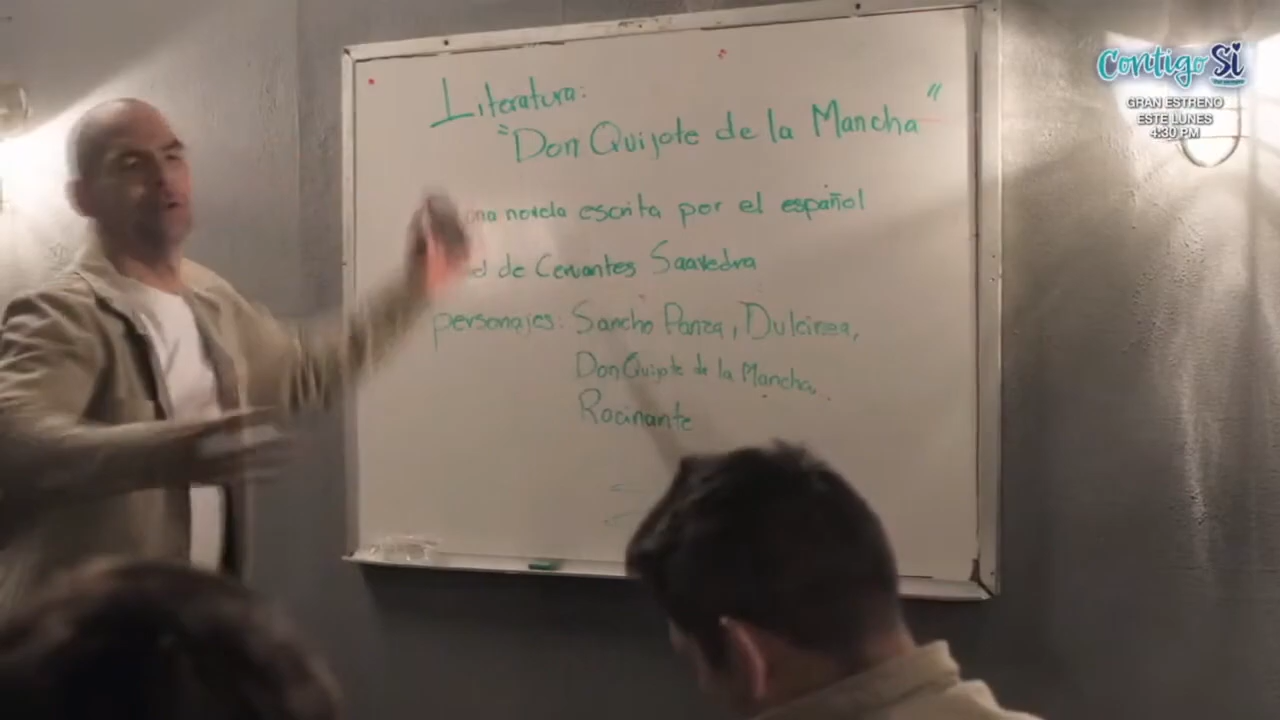 Literatura:
"Don Quijote de la Mancha"
una novela escrita por el español
de Cervantes Saavedra
personajes: Sancho Panza, Dulcinea,
Don Quijote de la Mancha,
Rocinante
Contigo Sí
GRAN ESTRENO
ESTE LUNES
4:30 PM